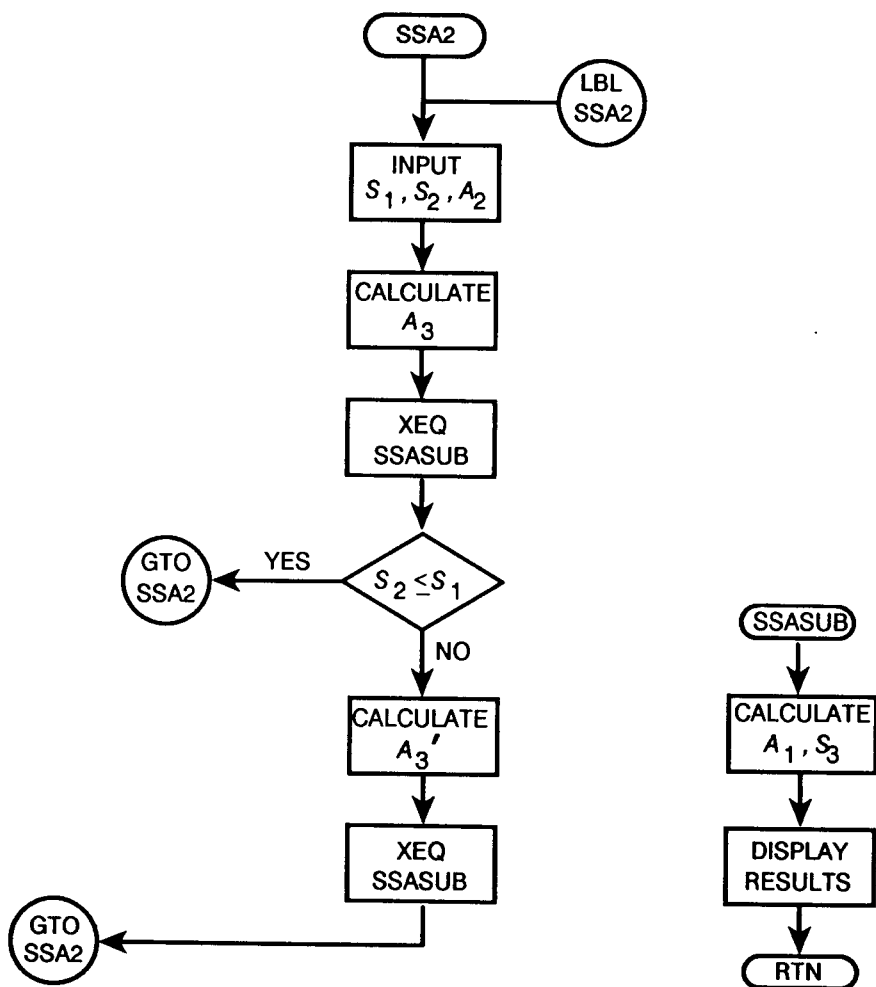 SSA2
LBL
SSA2
INPUT
S1, S2, A2
CALCULATE
A3
XEQ
SSASUB
S2 ≤ S1
YES
GTO
SSA2
NO
CALCULATE
A3′
XEQ
SSASUB
GTO
SSA2
SSASUB
CALCULATE
A1, S3
DISPLAY
RESULTS
RTN